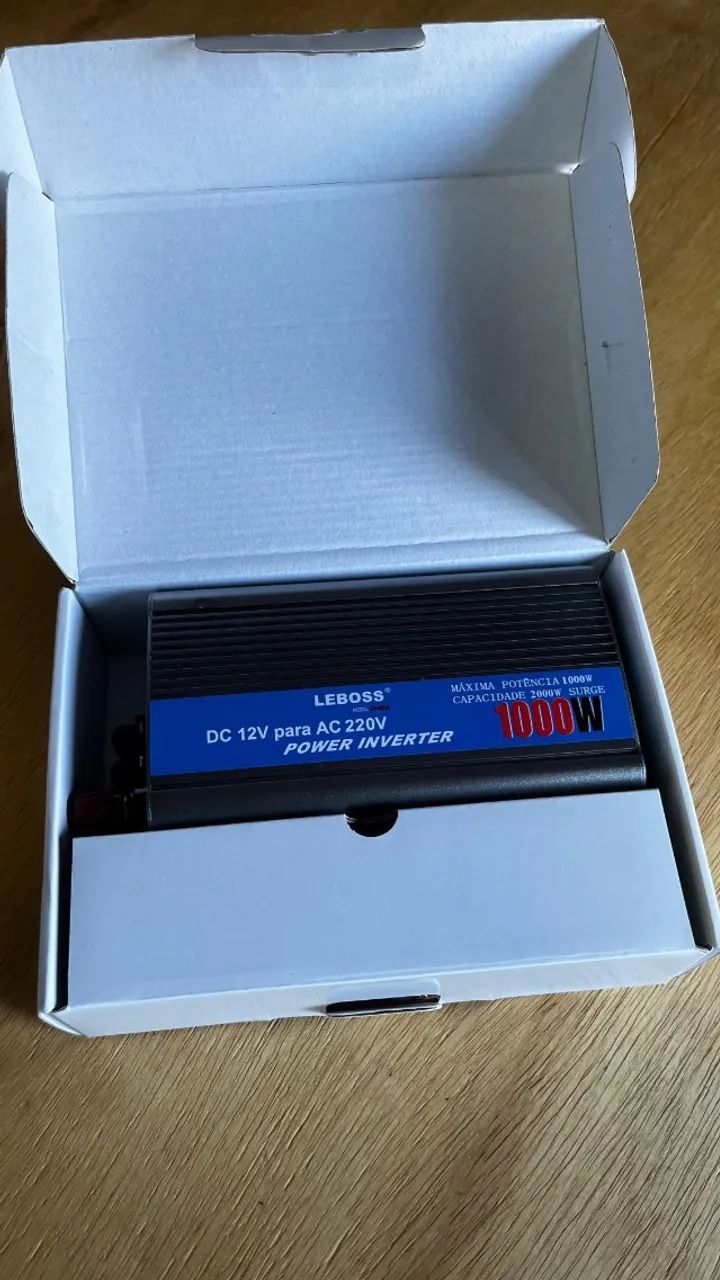 LEBOSS®
DC 12V para AC 220V
POWER INVERTER
MÁXIMA POTÊNCIA 1000W
CAPACIDADE 2000W SURGE
1000W